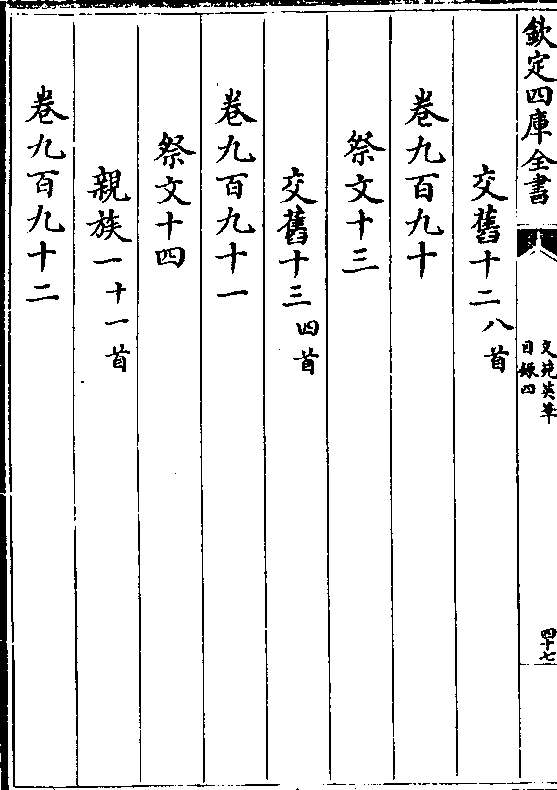 欽定四庫全書
文苑英華
目錄四
四十七
交舊十二八首
卷九百九十
祭文十三
交舊十三四首
卷九百九十一
祭文十四
親族一十一首
卷九百九十二